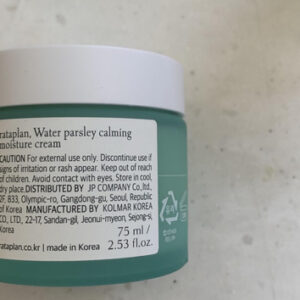 rataplan, Water parsley calming
moisture cream
CAUTION For external use only. Discontinue use if
signs of irritation or rash appear. Keep out of reach
of children. Avoid contact with eyes. Store in cool,
dry place. DISTRIBUTED BY JP COMPANY Co., ltd.,
2F, 833, Olympic-ro, Gangdong-gu, Seoul, Republic
of Korea MANUFACTURED BY KOLMAR KOREA
CO., LTD, 22-17, Sandan-gil, Jeonui-myeon, Sejong-si,
Korea
75 ml /
rataplan.co.kr | made in Korea 2.53 fl.oz.